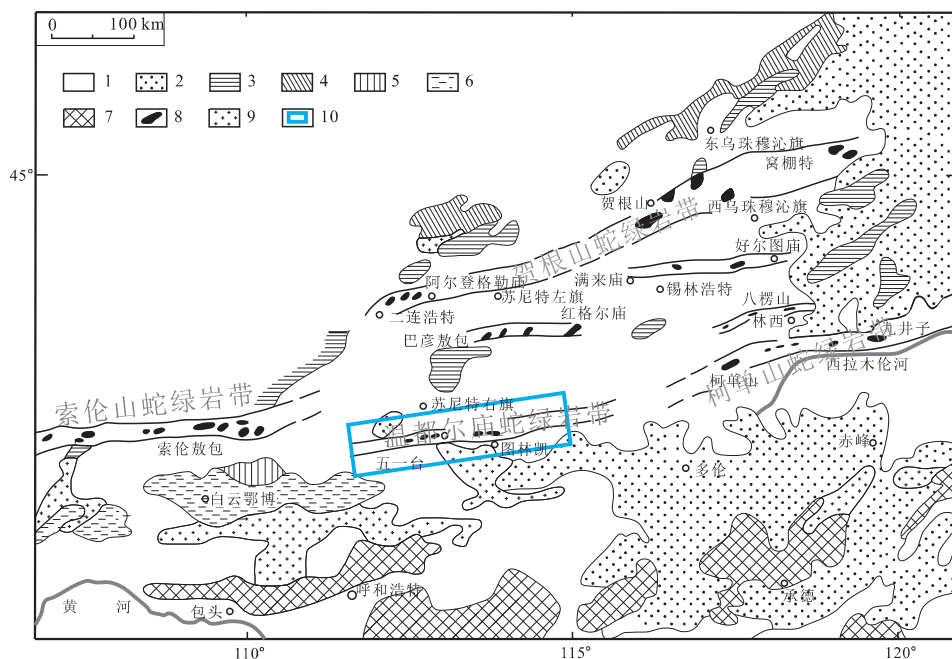 0 100 km
1 2 3 4 5 6
7 8 9 10
东乌珠穆沁旗
窝棚特
45°
贺根山
西乌珠穆沁旗
贺根山蛇绿岩带
好尔图庙
阿尔登格勒庙
满来庙
苏尼特左旗
锡林浩特
八楞山
二连浩特
红格尔庙
林西
九井子
巴彦敖包
西拉木伦河
柯单山
柯单山蛇绿岩带
索伦山蛇绿岩带
苏尼特右旗
温都尔庙蛇绿岩带
索伦敖包
图林凯
赤峰
五一台
多伦
白云鄂博
呼和浩特
承德
黄河
包头
110° 115° 120°